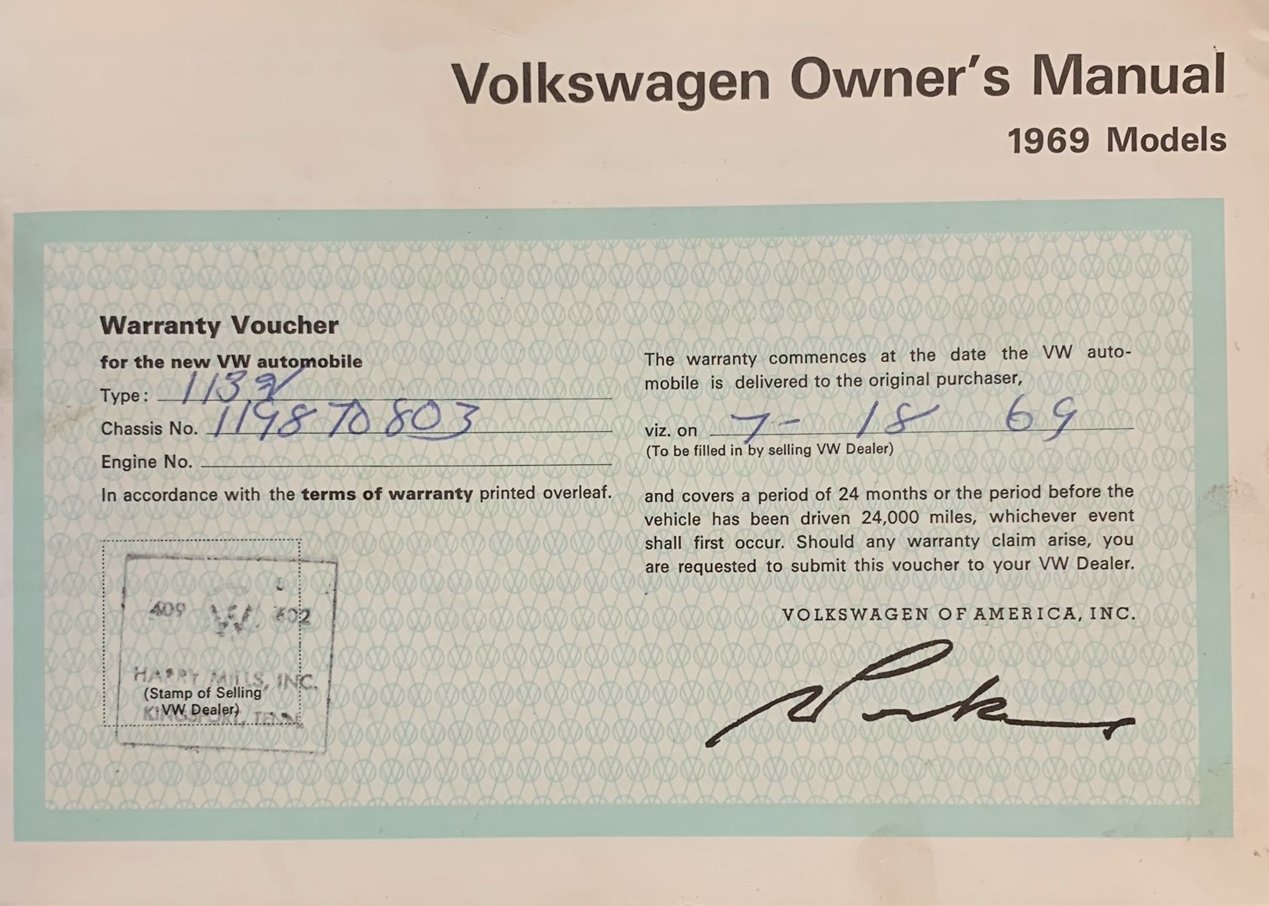 Volkswagen Owner's Manual
1969 Models
Warranty Voucher
for the new VW automobile
Type: 113
Chassis No. 119870803
Engine No.
In accordance with the terms of warranty printed overleaf.
409 VW 602
HARRY MILLS, INC.
(Stamp of Selling
VW Dealer)
KINGSPORT, TENN.
The warranty commences at the date the VW auto-
mobile is delivered to the original purchaser,
viz. on 7- 18 69
(To be filled in by selling VW Dealer)
and covers a period of 24 months or the period before the
vehicle has been driven 24,000 miles, whichever event
shall first occur. Should any warranty claim arise, you
are requested to submit this voucher to your VW Dealer.
VOLKSWAGEN OF AMERICA, INC.